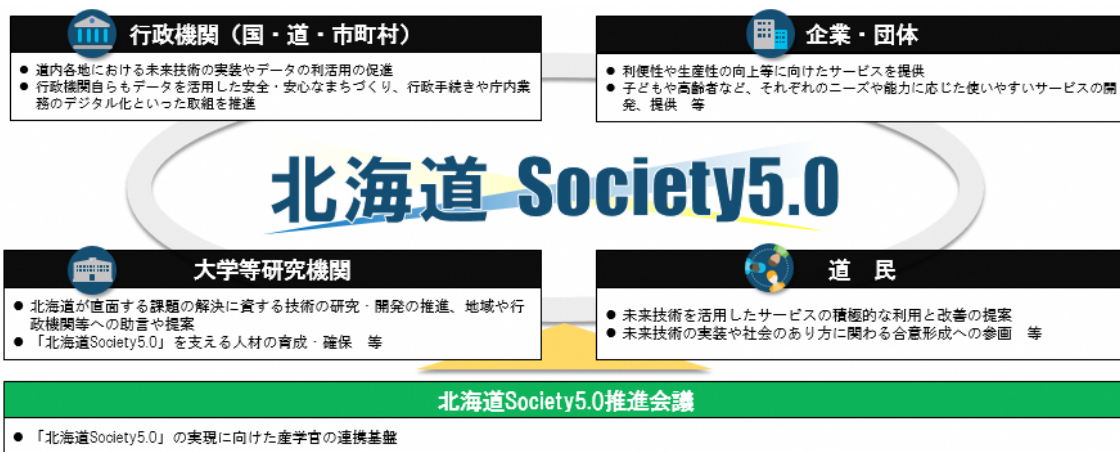 行政機関（国・道・市町村）
● 道内各地における未来技術の実装やデータの利活用の促進
● 行政機関自らもデータを活用した安全・安心なまちづくり、行政手続きや庁内業
務のデジタル化といった取組を推進
企業・団体
● 利便性や生産性の向上等に向けたサービスを提供
● 子どもや高齢者など、それぞれのニーズや能力に応じた使いやすいサービスの開
発、提供　等
北海道 Society5.0
大学等研究機関
● 北海道が直面する課題の解決に資する技術の研究・開発の推進、地域や行
政機関等への助言や提案
● 「北海道Society5.0」を支える人材の育成・確保　等
道　民
● 未来技術を活用したサービスの積極的な利用と改善の提案
● 未来技術の実装や社会のあり方に関わる合意形成への参画　等
北海道Society5.0推進会議
● 「北海道Society5.0」の実現に向けた産学官の連携基盤